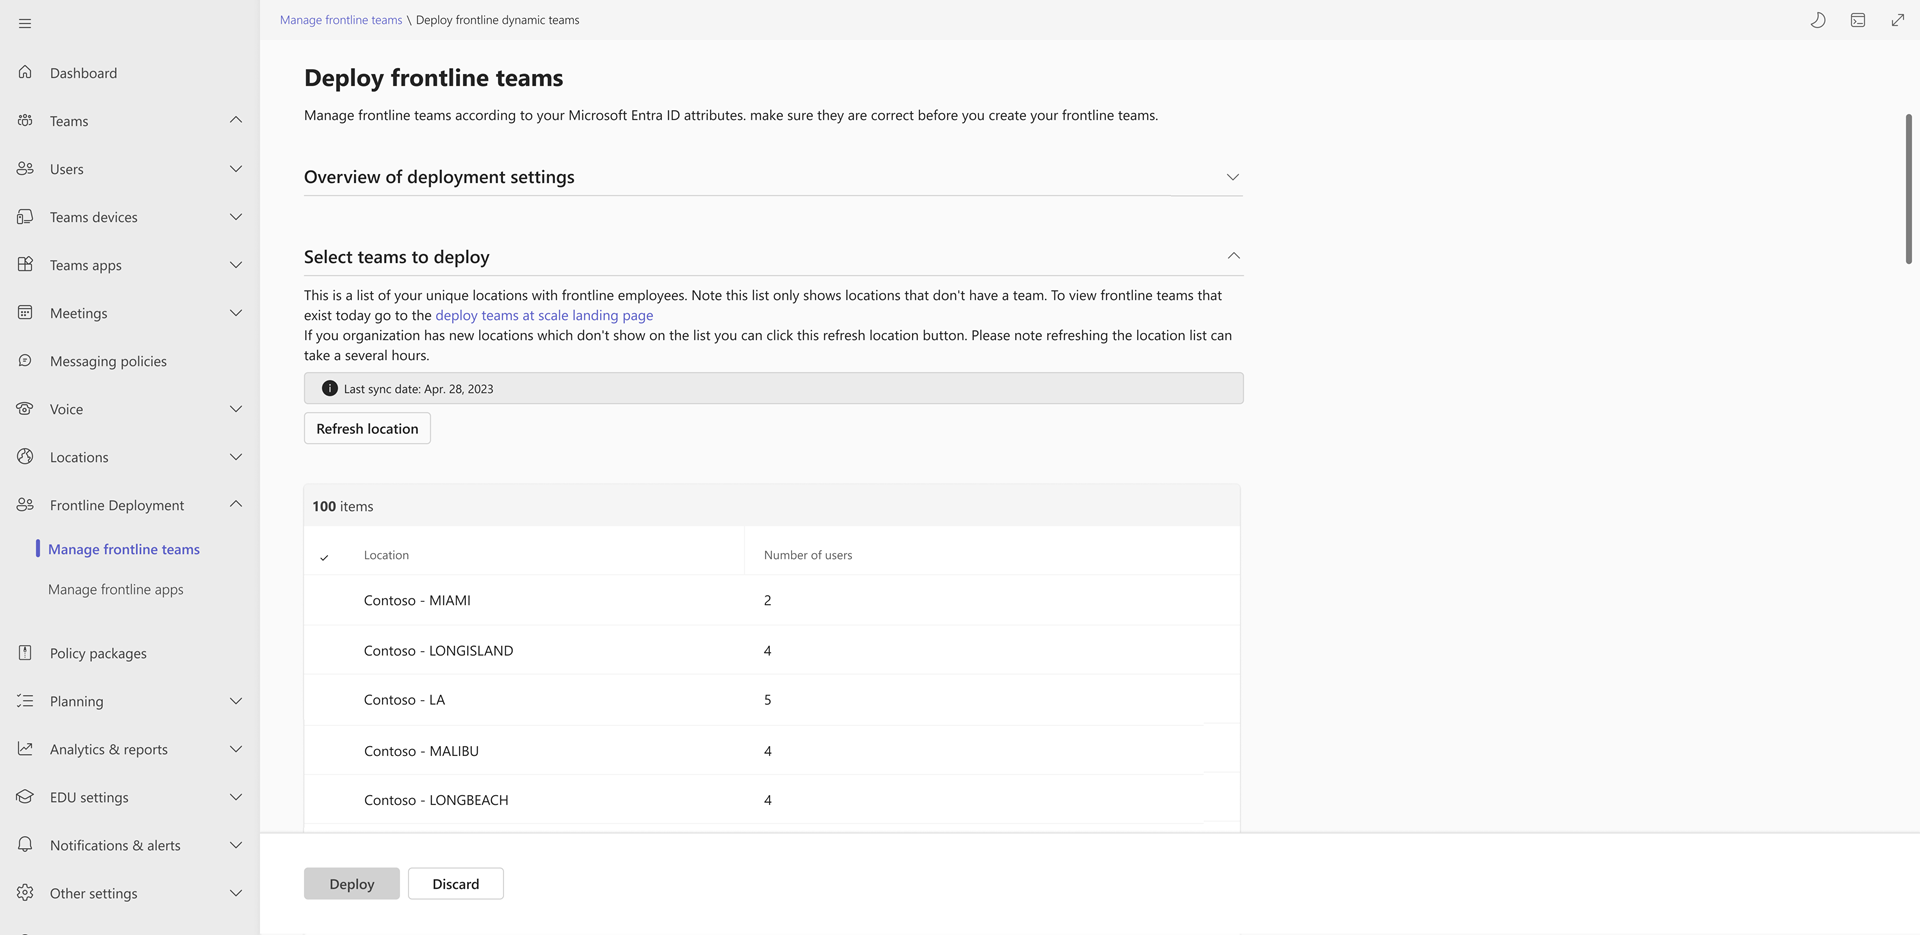 Manage frontline teams \ Deploy frontline dynamic teams
Dashboard
Teams
Users
Teams devices
Teams apps
Meetings
Messaging policies
Voice
Locations
Frontline Deployment
Manage frontline teams
Manage frontline apps
Policy packages
Planning
Analytics & reports
EDU settings
Notifications & alerts
Other settings
Deploy frontline teams
Manage frontline teams according to your Microsoft Entra ID attributes. make sure they are correct before you create your frontline teams.
Overview of deployment settings
Select teams to deploy
This is a list of your unique locations with frontline employees. Note this list only shows locations that don't have a team. To view frontline teams that
exist today go to the deploy teams at scale landing page
If you organization has new locations which don't show on the list you can click this refresh location button. Please note refreshing the location list can
take a several hours.
Last sync date: Apr. 28, 2023
Refresh location
100 items
Location Number of users
Contoso - MIAMI 2
Contoso - LONGISLAND 4
Contoso - LA 5
Contoso - MALIBU 4
Contoso - LONGBEACH 4
Deploy Discard